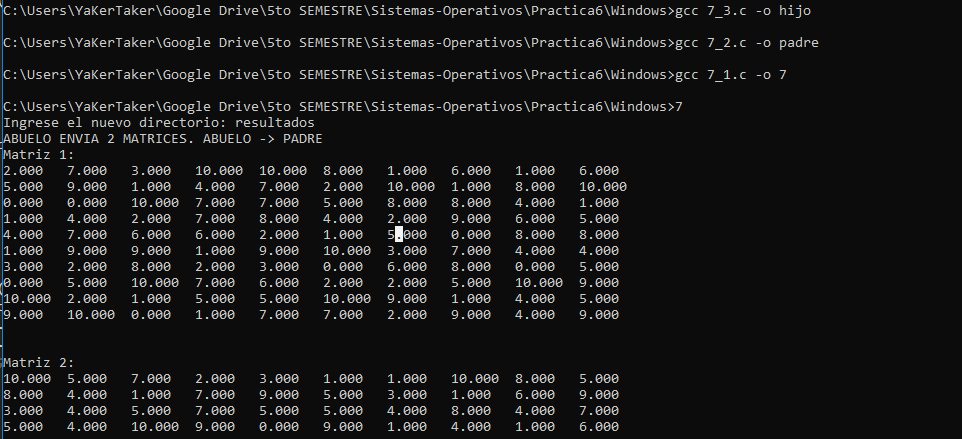 C:\Users\YaKerTaker\Google Drive\5to SEMESTRE\Sistemas-Operativos\Practica6\Windows>gcc 7_3.c -o hijo
C:\Users\YaKerTaker\Google Drive\5to SEMESTRE\Sistemas-Operativos\Practica6\Windows>gcc 7_2.c -o padre
C:\Users\YaKerTaker\Google Drive\5to SEMESTRE\Sistemas-Operativos\Practica6\Windows>gcc 7_1.c -o 7
C:\Users\YaKerTaker\Google Drive\5to SEMESTRE\Sistemas-Operativos\Practica6\Windows>7
Ingrese el nuevo directorio: resultados
ABUELO ENVIA 2 MATRICES. ABUELO -> PADRE
Matriz 1:
2.000 7.000 3.000 10.000 10.000 8.000 1.000 6.000 1.000 6.000
5.000 9.000 1.000 4.000 7.000 2.000 10.000 1.000 8.000 10.000
0.000 0.000 10.000 7.000 7.000 5.000 8.000 8.000 4.000 1.000
1.000 4.000 2.000 7.000 8.000 4.000 2.000 9.000 6.000 5.000
4.000 7.000 6.000 6.000 2.000 1.000 5.000 0.000 8.000 8.000
1.000 9.000 9.000 1.000 9.000 10.000 3.000 7.000 4.000 4.000
3.000 2.000 8.000 2.000 3.000 0.000 6.000 8.000 0.000 5.000
0.000 5.000 10.000 7.000 6.000 2.000 2.000 5.000 10.000 9.000
10.000 2.000 1.000 5.000 5.000 10.000 9.000 1.000 4.000 5.000
9.000 10.000 0.000 1.000 7.000 7.000 2.000 9.000 4.000 9.000
Matriz 2:
10.000 5.000 7.000 2.000 3.000 1.000 1.000 10.000 8.000 5.000
8.000 4.000 1.000 7.000 9.000 5.000 3.000 1.000 6.000 9.000
3.000 4.000 5.000 7.000 5.000 5.000 4.000 8.000 4.000 7.000
5.000 4.000 10.000 9.000 0.000 9.000 1.000 4.000 1.000 6.000